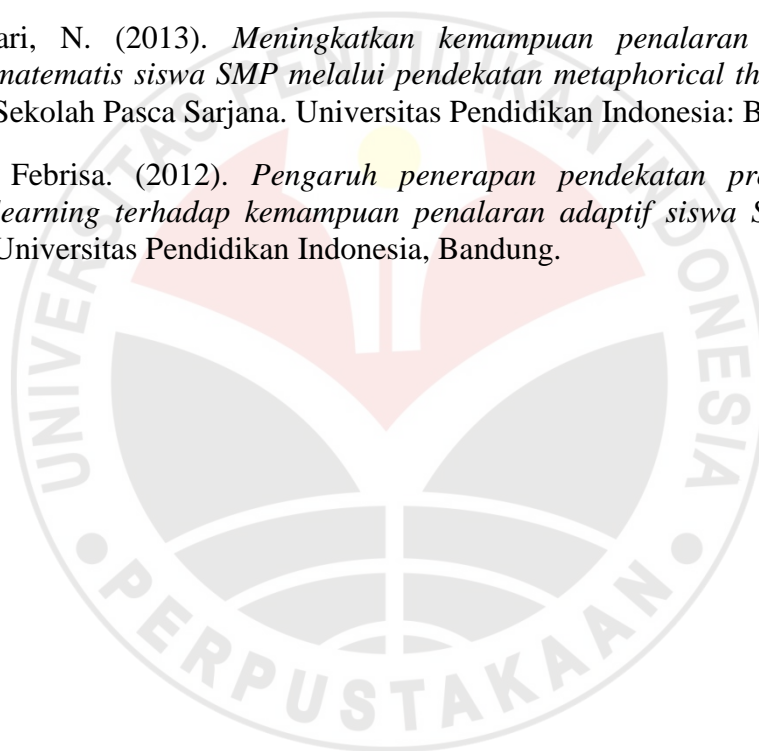 ari, N. (2013). Meningkatkan kemampuan penalaran
matematis siswa SMP melalui pendekatan metaphorical th
Sekolah Pasca Sarjana. Universitas Pendidikan Indonesia: B
Febrisa. (2012). Pengaruh penerapan pendekatan pr
learning terhadap kemampuan penalaran adaptif siswa S
Universitas Pendidikan Indonesia, Bandung.
UNIVERSITAS PENDIDIKAN INDONESIA
PERPUSTAKAAN